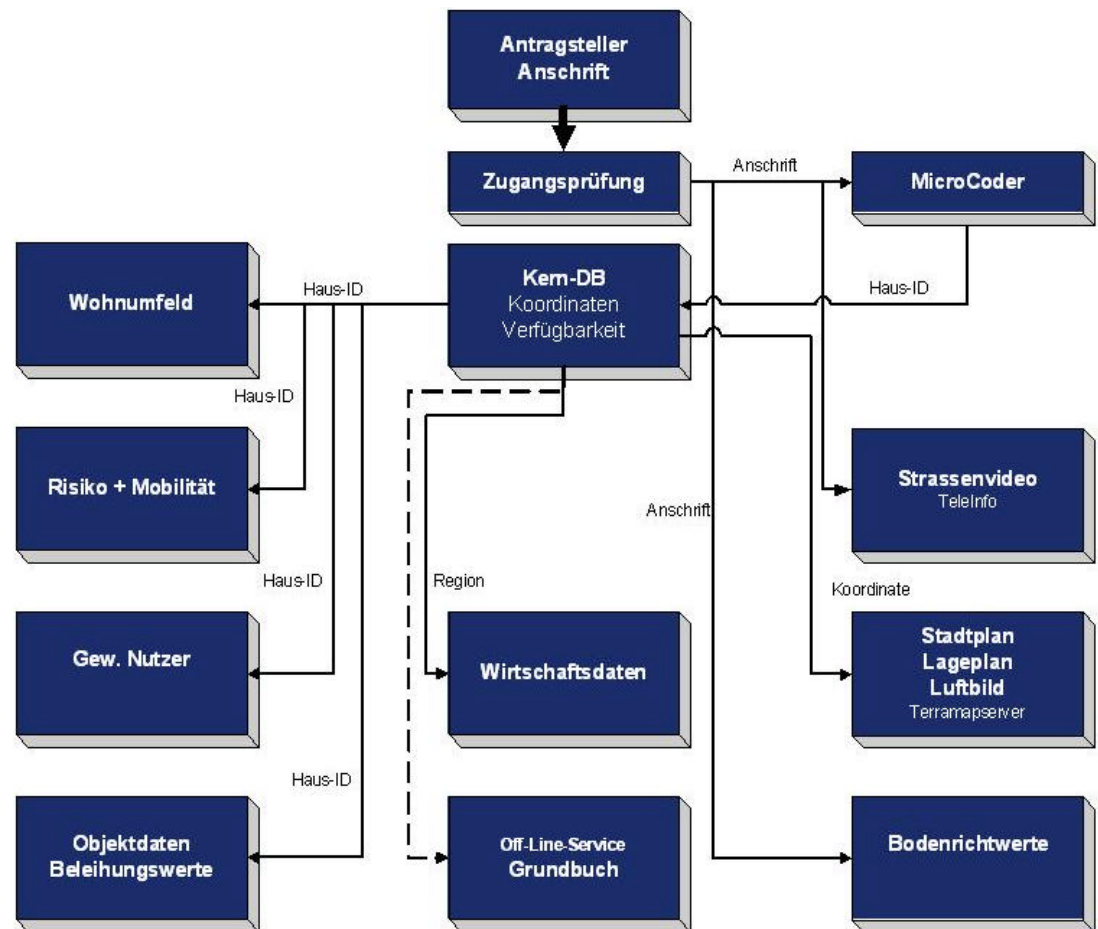 Antragsteller
Anschrift
Zugangsprüfung
Anschrift
MicroCoder
Wohnumfeld
Haus-ID
Kern-DB
Koordinaten
Verfügbarkeit
Haus-ID
Haus-ID
Risiko + Mobilität
Anschrift
Strassenvideo
TeleInfo
Haus-ID
Region
Koordinate
Gew. Nutzer
Wirtschaftsdaten
Stadtplan
Lageplan
Luftbild
Terramapserver
Haus-ID
Objektdaten
Beleihungswerte
Off-Line-Service
Grundbuch
Bodenrichtwerte